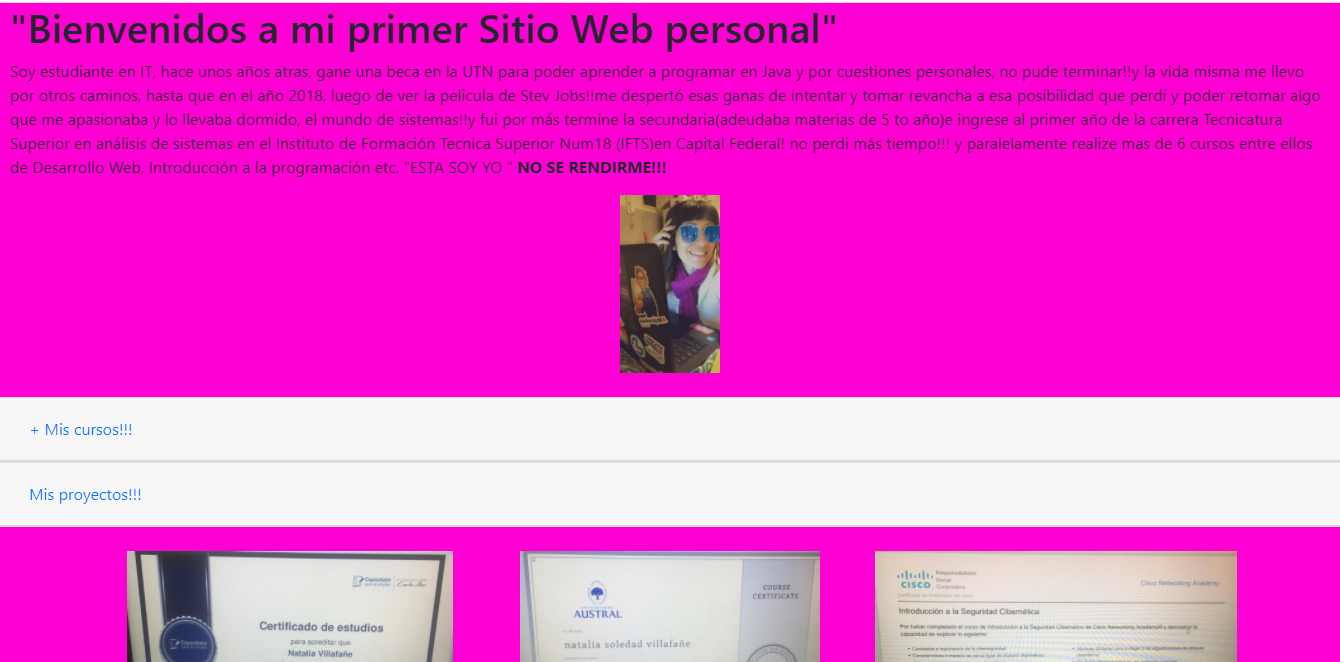 "Bienvenidos a mi primer Sitio Web personal"
Soy estudiante en IT, hace unos años atras, gane una beca en la UTN para poder aprender a programar en Java y por cuestiones personales, no pude terminar!!y la vida misma me llevo
por otros caminos, hasta que en el año 2018, luego de ver la pelicula de Stev Jobs!!me despertó esas ganas de intentar y tomar revancha a esa posibilidad que perdí y poder retomar algo
que me apasionaba y lo llevaba dormido, el mundo de sistemas!!y fui por más termine la secundaria(adeudaba materias de 5 to año)e ingrese al primer año de la carrera Tecnicatura
Superior en análisis de sistemas en el Instituto de Formación Tecnica Superior Num18 (IFTS)en Capital Federal! no perdi más tiempo!!! y paralelamente realize mas de 6 cursos entre ellos
de Desarrollo Web, Introducción a la programación etc. "ESTA SOY YO " NO SE RENDIRME!!!
+ Mis cursos!!!
Mis proyectos!!!
Certificado de estudios
para acreditar que
Natalia Villafañe
AUSTRAL
COURSE
CERTIFICATE
natalia soledad villafañe
CISCO
Responsabilidad
Social
Corporativa
Cisco Networking Academy
Introducción a la Seguridad Cibernética
Por haber completado el curso de Introducción a la Seguridad Cibernética de Cisco Networking Academy® y demostrar la
capacidad de explicar lo siguiente: